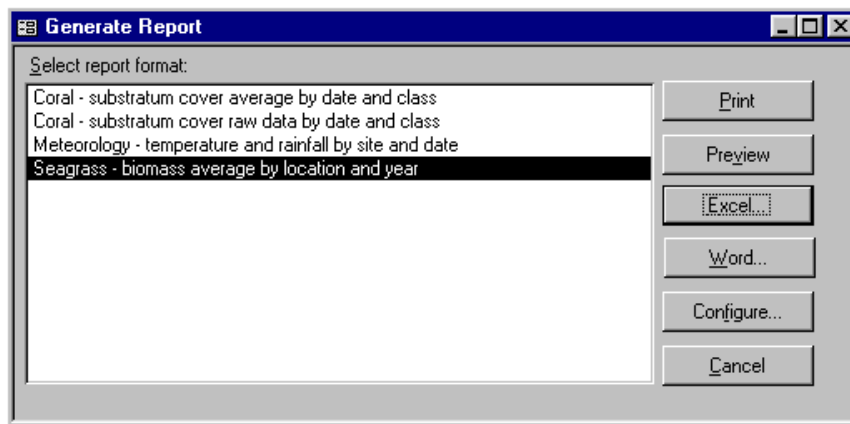 Generate Report
Select report format:
Coral - substratum cover average by date and class
Coral - substratum cover raw data by date and class
Meteorology - temperature and rainfall by site and date
Seagrass - biomass average by location and year
Print
Preview
Excel...
Word...
Configure...
Cancel